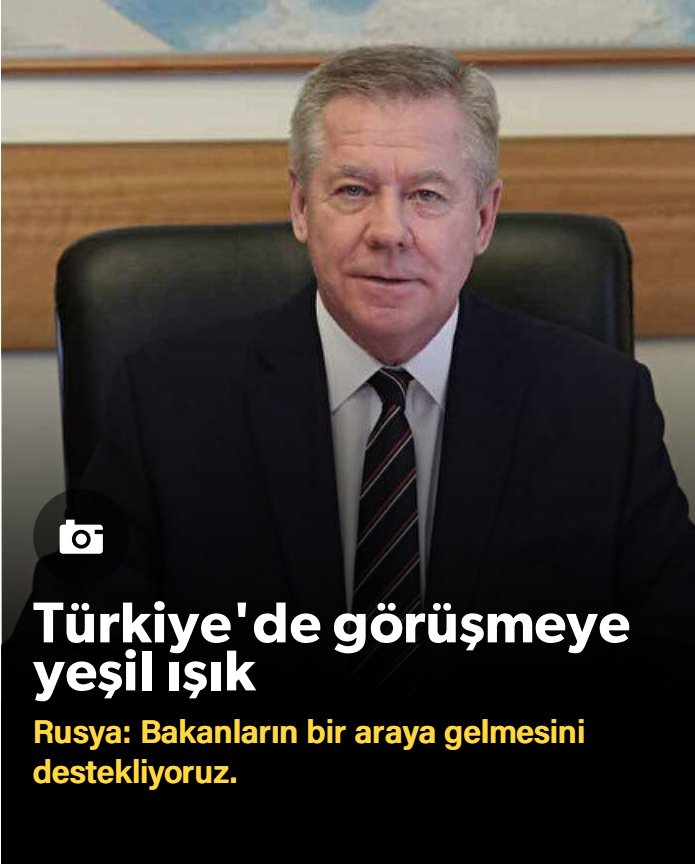 Türkiye'de görüşmeye
yeşil ışık
Rusya: Bakanların bir araya gelmesini
destekliyoruz.